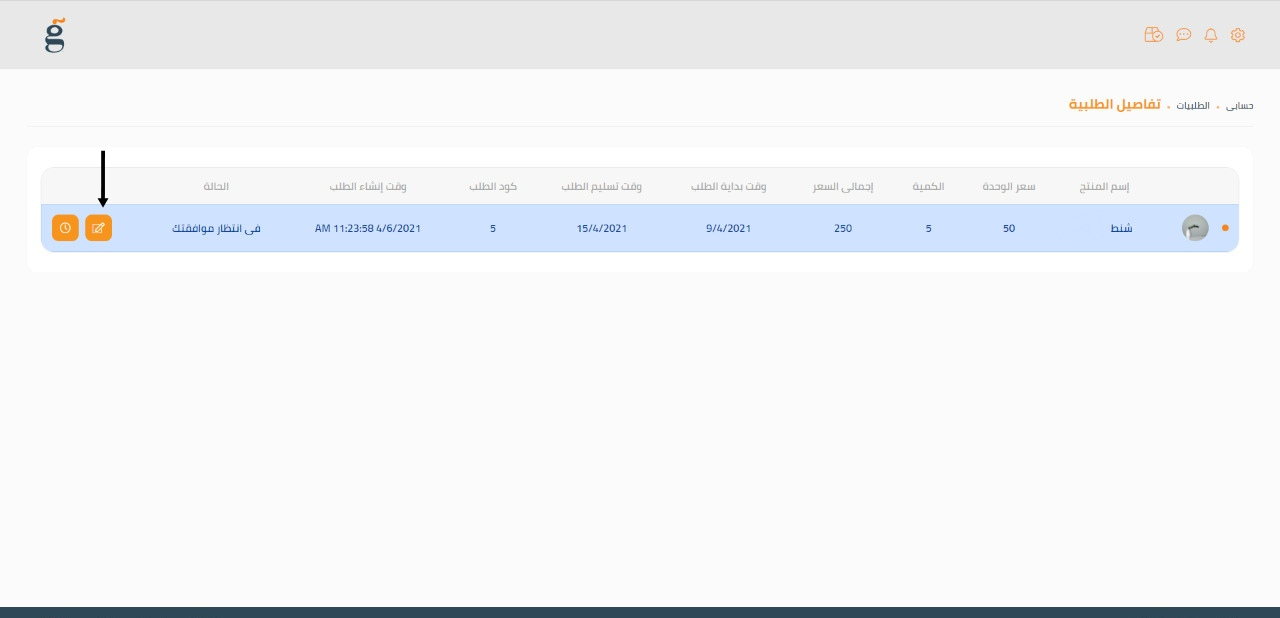 حسابى • الطلبيات • تفاصيل الطلبية
إسم المنتج سعر الوحدة الكمية إجمالى السعر وقت بداية الطلب وقت تسليم الطلب كود الطلب وقت إنشاء الطلب الحالة
شنط 50 5 250 9/4/2021 15/4/2021 5 4/6/2021 11:23:58 AM فى انتظار موافقتك